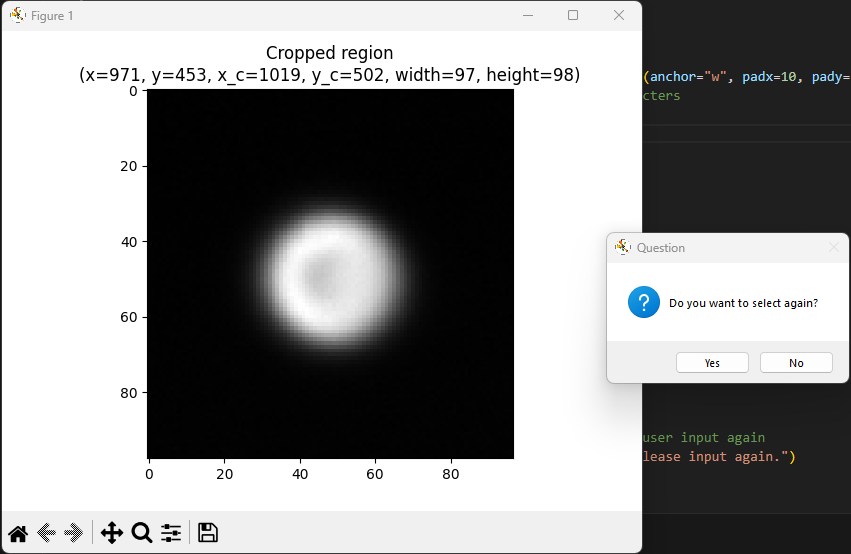 Figure 1
Cropped region
(x=971, y=453, x_c=1019, y_c=502, width=97, height=98)
0
20
40
60
80
0
20
40
60
80
(anchor="w", padx=10, pady=
cters
Question
Do you want to select again?
Yes
No
user input again
lease input again.")